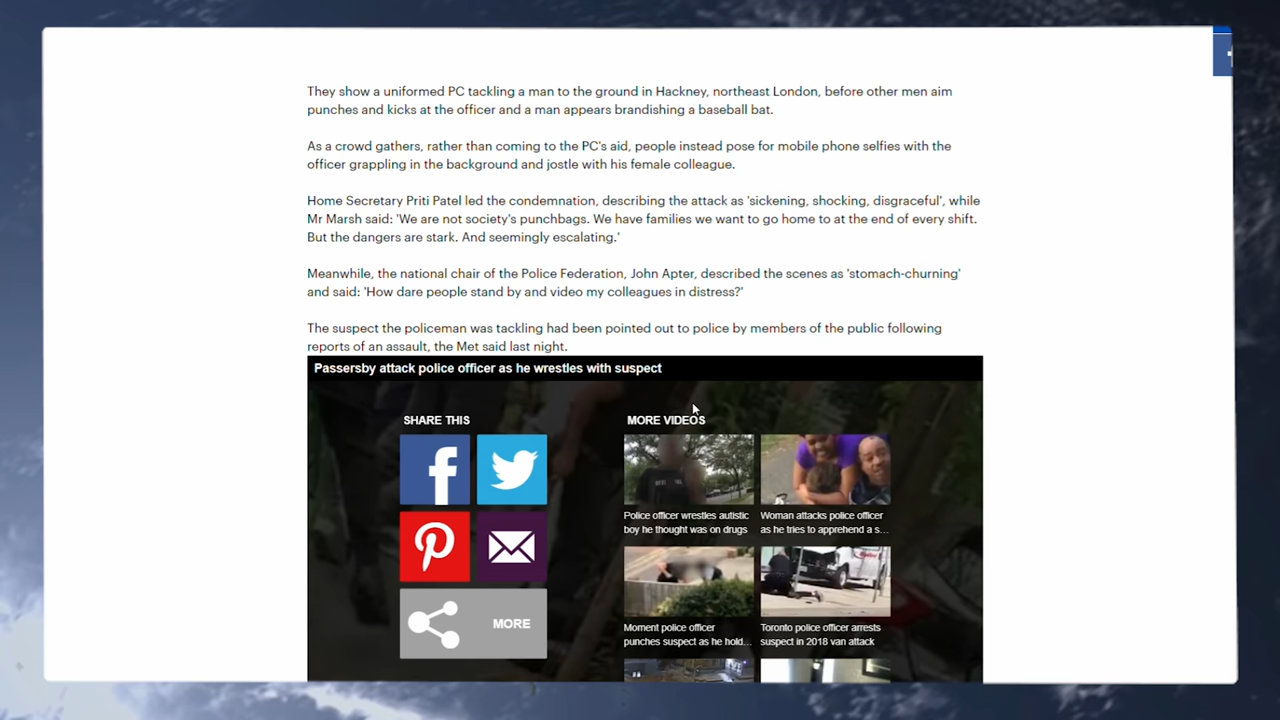 They show a uniformed PC tackling a man to the ground in Hackney, northeast London, before other men aim
punches and kicks at the officer and a man appears brandishing a baseball bat.
As a crowd gathers, rather than coming to the PC's aid, people instead pose for mobile phone selfies with the
officer grappling in the background and jostle with his female colleague.
Home Secretary Priti Patel led the condemnation, describing the attack as 'sickening, shocking, disgraceful', while
Mr Marsh said: 'We are not society's punchbags. We have families we want to go home to at the end of every shift.
But the dangers are stark. And seemingly escalating.'
Meanwhile, the national chair of the Police Federation, John Apter, described the scenes as 'stomach-churning'
and said: 'How dare people stand by and video my colleagues in distress?'
The suspect the policeman was tackling had been pointed out to police by members of the public following
reports of an assault, the Met said last night.
Passersby attack police officer as he wrestles with suspect
SHARE THIS
MORE
MORE VIDEOS
Police officer wrestles autistic
boy he thought was on drugs
Woman attacks police officer
as he tries to apprehend a s...
Moment police officer
punches suspect as he hold...
Toronto police officer arrests
suspect in 2018 van attack